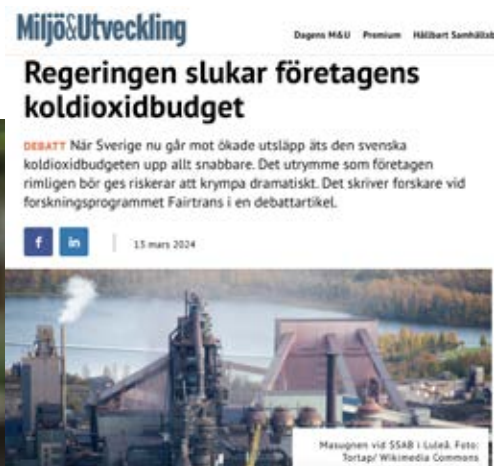 Miljö&Utveckling
Dagens M&U Premium Hållbart Samhällsb
Regeringen slukar företagens
koldioxidbudget
DEBATT När Sverige nu går mot ökade utsläpp äts den svenska
koldioxidbudgeten upp allt snabbare. Det utrymme som företagen
rimligen bör ges riskerar att krympa dramatiskt. Det skriver forskare vid
forskningsprogrammet Fairtrans i en debattartikel.
f in 13 mars 2024
Masugnen vid SSAB i Luleå. Foto:
Tortap/ Wikimedia Commons